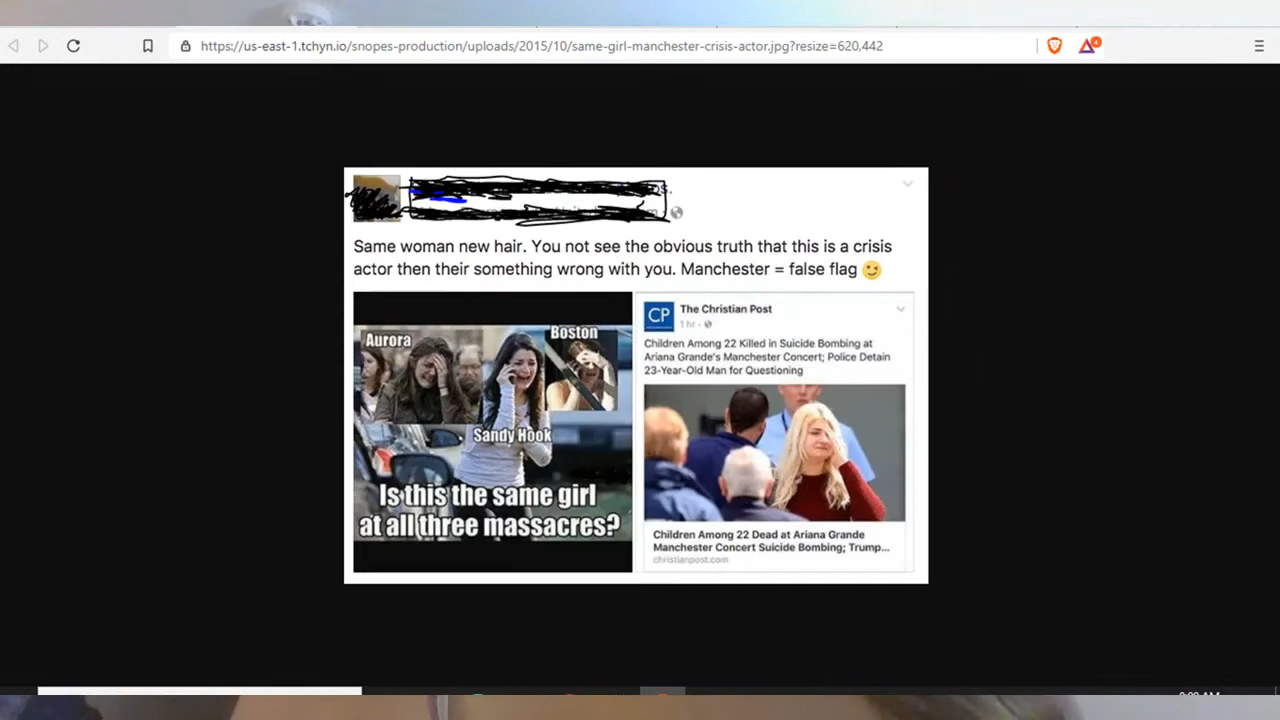 https://us-east-1.tchyn.io/snopes-production/uploads/2015/10/same-girl-manchester-crisis-actor.jpg?resize=620,442
4
Same woman new hair. You not see the obvious truth that this is a crisis
actor then their something wrong with you. Manchester = false flag 😉
Aurora
Boston
Sandy Hook
Is this the same girl
at all three massacres?
CP
The Christian Post
1 hr ·
Children Among 22 Killed in Suicide Bombing at
Ariana Grande's Manchester Concert; Police Detain
23-Year-Old Man for Questioning
Children Among 22 Dead at Ariana Grande
Manchester Concert Suicide Bombing; Trump...
christianpost.com